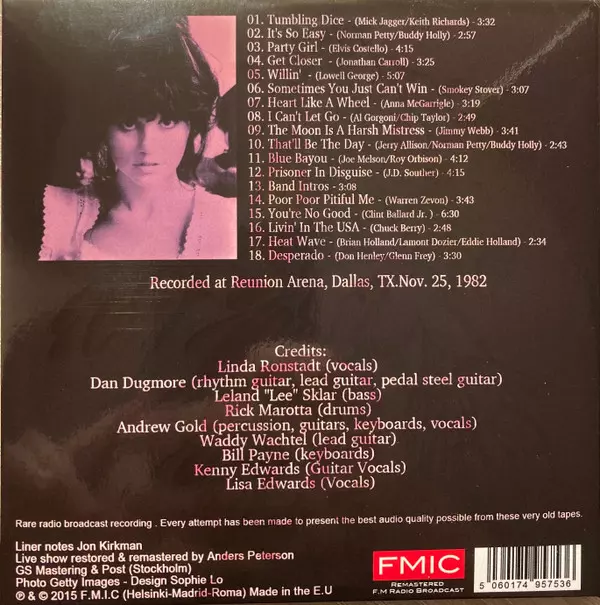 01. Tumbling Dice - (Mick Jagger/Keith Richards) - 3:32
02. It's So Easy - (Norman Petty/Buddy Holly) - 2:57
03. Party Girl - (Elvis Costello) - 4:15
04. Get Closer - (Jonathan Carroll) - 3:25
05. Willin' - (Lowell George) - 5:07
06. Sometimes You Just Can't Win - (Smokey Stover) - 3:07
07. Heart Like A Wheel - (Anna McGarrigle) - 3:19
08. I Can't Let Go - (Al Gorgoni/Chip Taylor) - 2:49
09. The Moon Is A Harsh Mistress - (Jimmy Webb) - 3:41
10. That'll Be The Day - (Jerry Allison/Norman Petty/Buddy Holly) - 2:43
11. Blue Bayou - (Joe Melson/Roy Orbison) - 4:12
12. Prisoner In Disguise - (J.D. Souther) - 4:15
13. Band Intros - 3:08
14. Poor Poor Pitiful Me - (Warren Zevon) - 3:43
15. You're No Good - (Clint Ballard Jr. ) - 6:30
16. Livin' In The USA - (Chuck Berry) - 2:48
17. Heat Wave - (Brian Holland/Lamont Dozier/Eddie Holland) - 2:34
18. Desperado - (Don Henley/Glenn Frey) - 3:30
Recorded at Reunion Arena, Dallas, TX.Nov. 25, 1982
Credits:
Linda Ronstadt (vocals)
Dan Dugmore (rhythm guitar, lead guitar, pedal steel guitar)
Leland "Lee" Sklar (bass)
Rick Marotta (drums)
Andrew Gold (percussion, guitars, keyboards, vocals)
Waddy Wachtel (lead guitar)
Bill Payne (keyboards)
Kenny Edwards (Guitar Vocals)
Lisa Edwards (Vocals)
Rare radio broadcast recording . Every attempt has been made to present the best audio quality possible from these very old tapes.
Liner notes Jon Kirkman
Live show restored & remastered by Anders Peterson
GS Mastering & Post (Stockholm)
Photo Getty Images - Design Sophie Lo
℗ & © 2015 F.M.I.C (Helsinki-Madrid-Roma) Made in the E.U
FMIC
REMASTERED
F.M RADIO BROADCAST
5 060174 957536